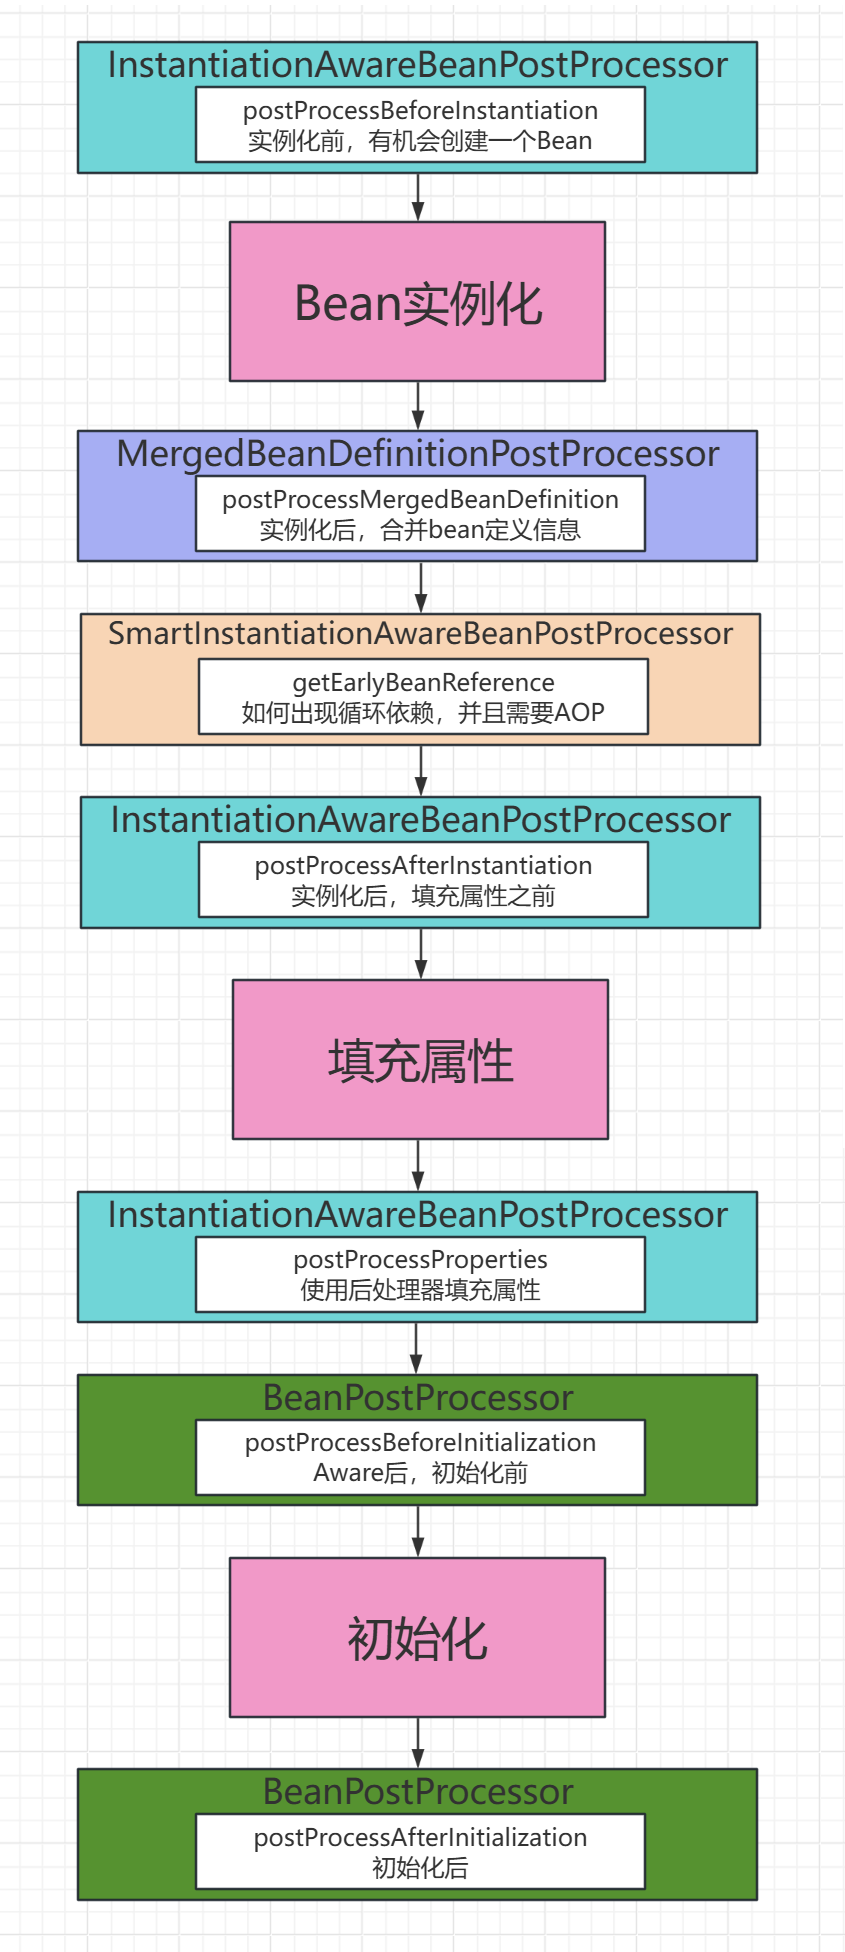 InstantiationAwareBeanPostProcessor
postProcessBeforeInstantiation
实例化前，有机会创建一个Bean
Bean实例化
MergedBeanDefinitionPostProcessor
postProcessMergedBeanDefinition
实例化后，合并bean定义信息
SmartInstantiationAwareBeanPostProcessor
getEarlyBeanReference
如何出现循环依赖，并且需要AOP
InstantiationAwareBeanPostProcessor
postProcessAfterInstantiation
实例化后，填充属性之前
填充属性
InstantiationAwareBeanPostProcessor
postProcessProperties
使用后处理器填充属性
BeanPostProcessor
postProcessBeforeInitialization
Aware后，初始化前
初始化
BeanPostProcessor
postProcessAfterInitialization
初始化后